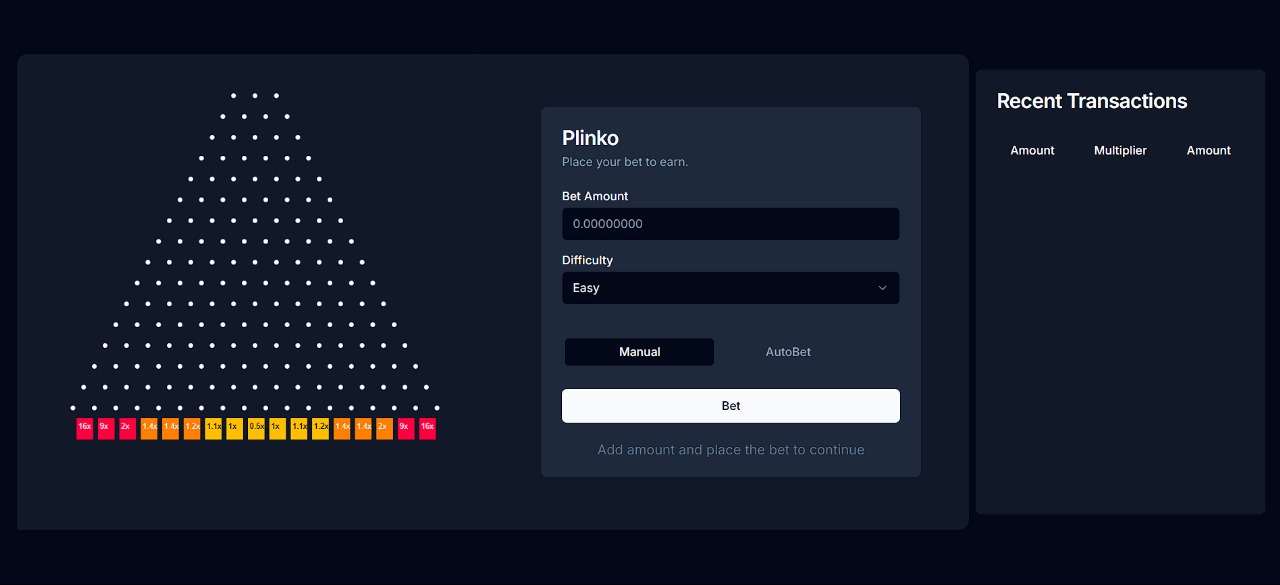 Plinko
Place your bet to earn.
Bet Amount
0.00000000
Difficulty
Easy
Manual AutoBet
Bet
Add amount and place the bet to continue
16x 9x 2x 1.4x 1.4x 1.2x 1.1x 1x 0.5x 1x 1.1x 1.2x 1.4x 1.4x 2x 9x 16x
Recent Transactions
Amount Multiplier Amount